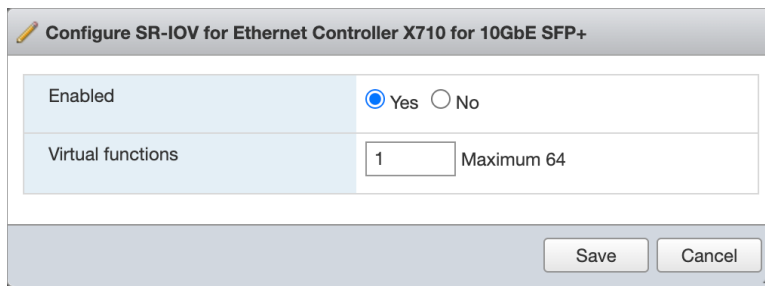 Configure SR-IOV for Ethernet Controller X710 for 10GbE SFP+
Enabled Yes No
Virtual functions 1 Maximum 64
Save Cancel